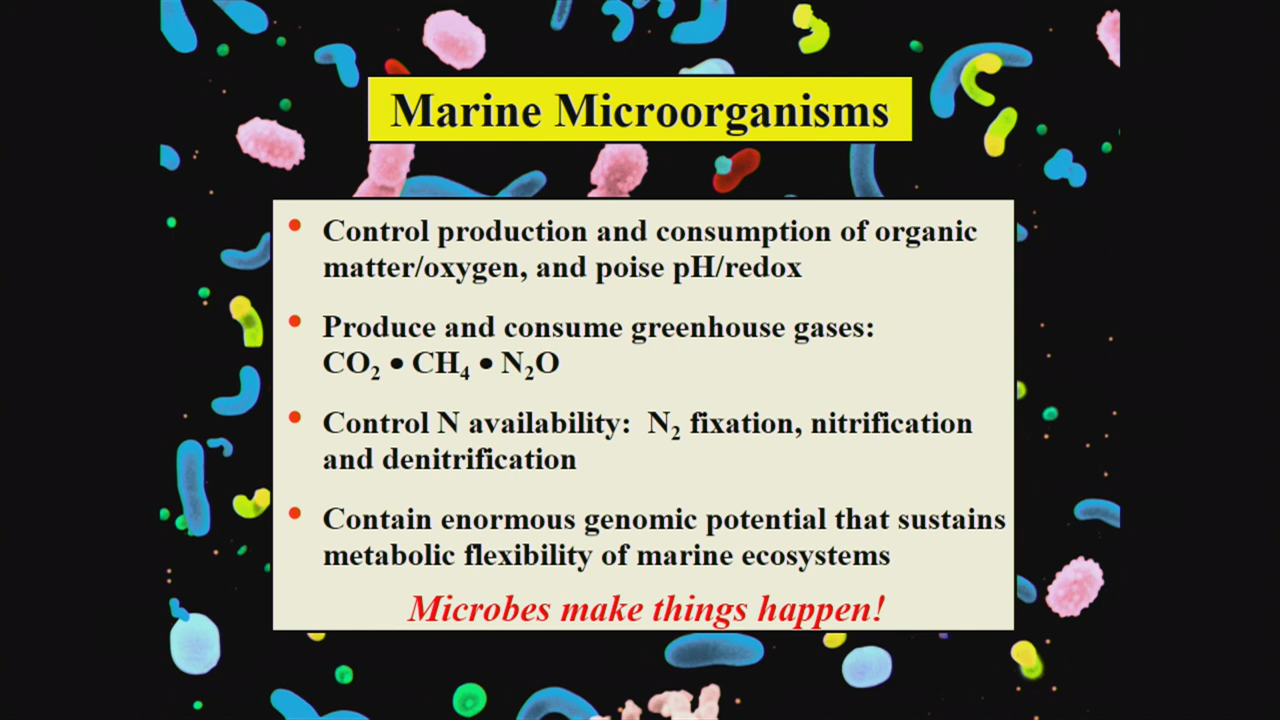 Marine Microorganisms
• Control production and consumption of organic
matter/oxygen, and poise pH/redox
• Produce and consume greenhouse gases:
CO₂ • CH₄ • N₂O
• Control N availability: N₂ fixation, nitrification
and denitrification
• Contain enormous genomic potential that sustains
metabolic flexibility of marine ecosystems
Microbes make things happen!